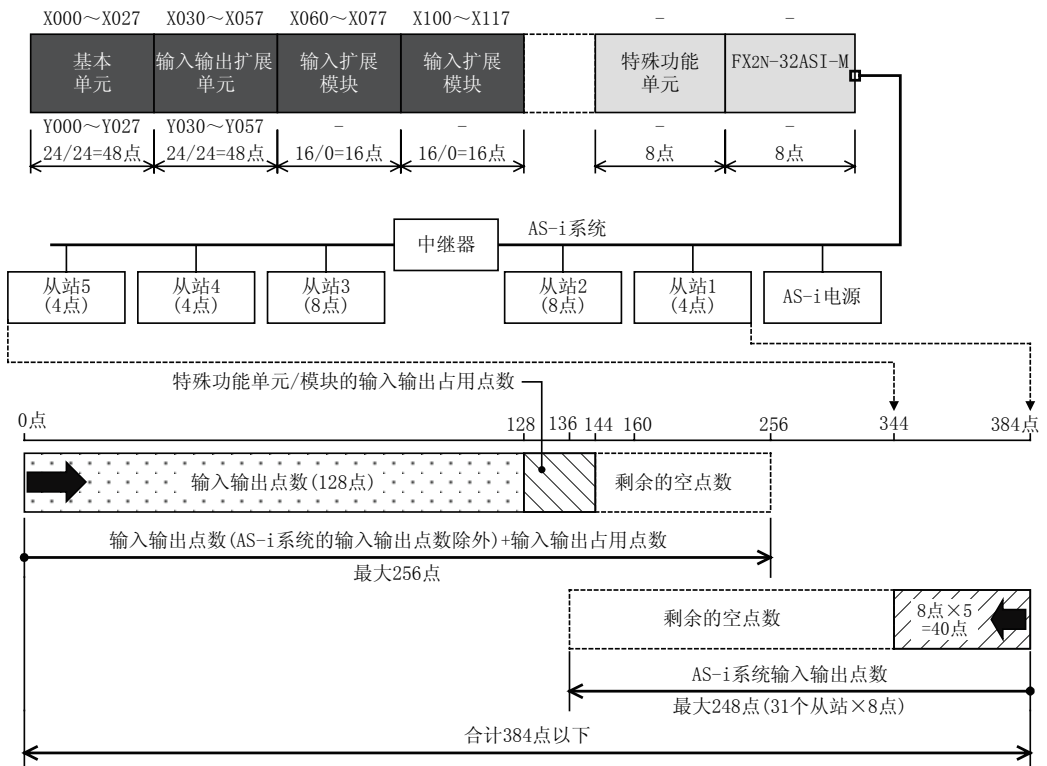 X000～X027 X030～X057 X060～X077 X100～X117 - -
基本
单元
输入输出扩展
单元
输入扩展
模块
输入扩展
模块
特殊功能
单元
FX2N-32ASI-M
Y000～Y027 Y030～Y057 - - - -
24/24=48点 24/24=48点 16/0=16点 16/0=16点 8点 8点
中继器
AS-i系统
从站5
(4点)
从站4
(4点)
从站3
(8点)
从站2
(8点)
从站1
(4点)
AS-i电源
特殊功能单元/模块的输入输出占用点数
0点 128 136 144 160 256 344 384点
输入输出点数(128点)
剩余的空点数
输入输出点数(AS-i系统的输入输出点数除外)+输入输出占用点数
最大256点
剩余的空点数
8点×5
=40点
AS-i系统输入输出点数
最大248点(31个从站×8点)
合计384点以下